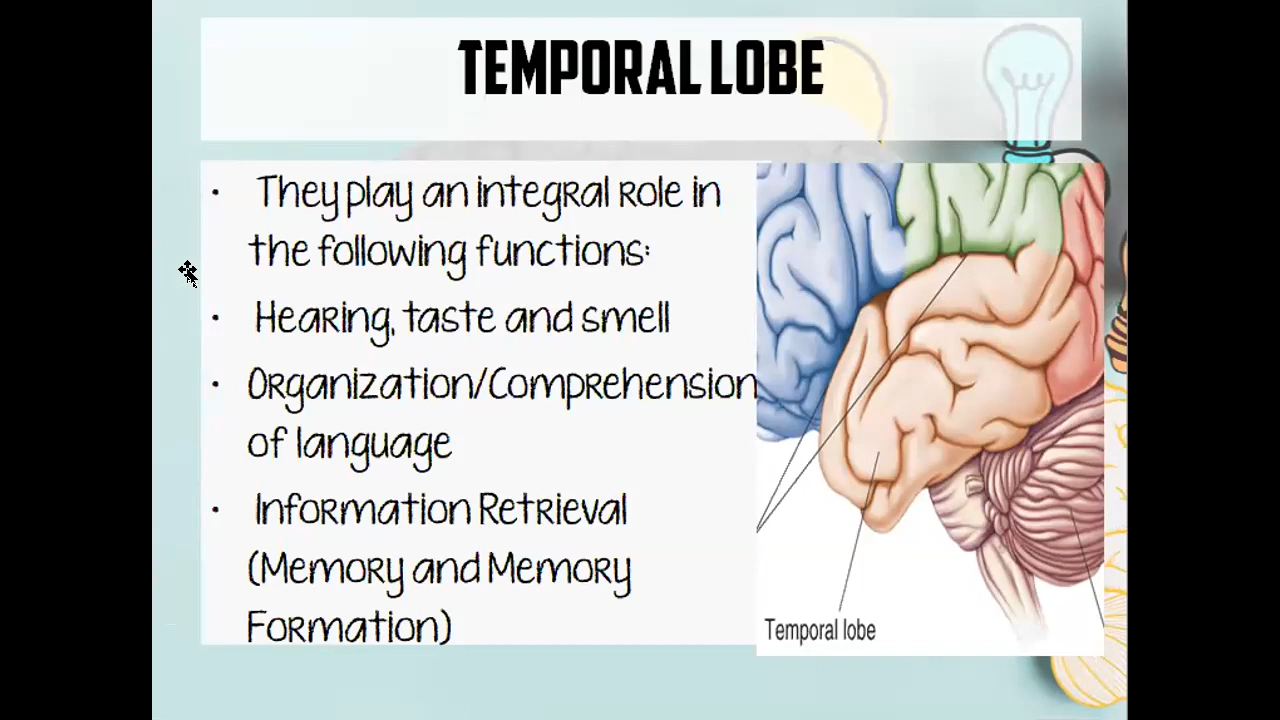 TEMPORAL LOBE
• They play an integral role in
the following functions:
• Hearing, taste and smell
• Organization/Comprehension
of language
• Information Retrieval
(Memory and Memory
Formation)
Temporal lobe